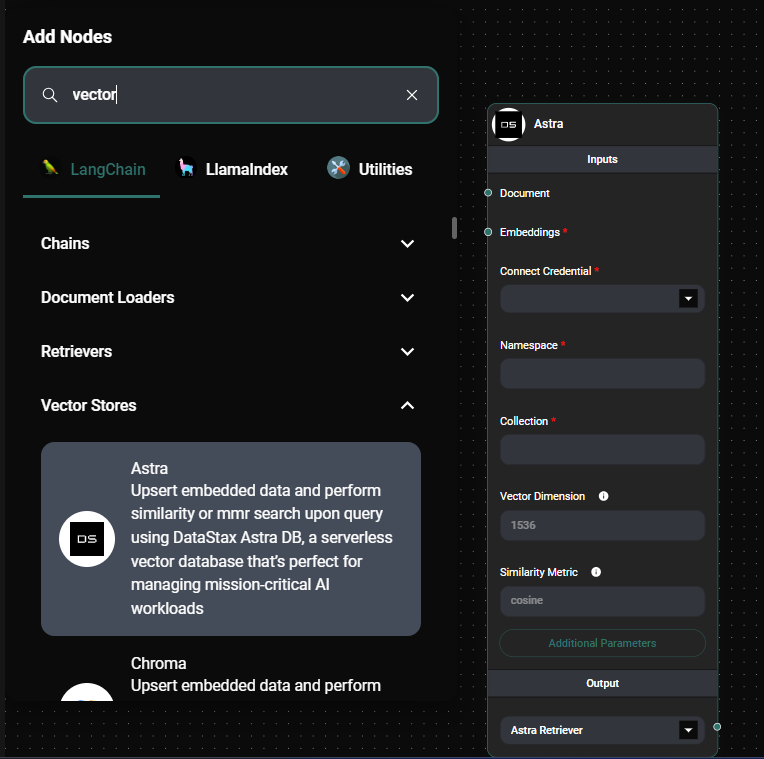 Add Nodes
vector
LangChain
LlamaIndex
Utilities
Chains
Document Loaders
Retrievers
Vector Stores
Astra
Upsert embedded data and perform
similarity or mmr search upon query
using DataStax Astra DB, a serverless
vector database that’s perfect for
managing mission-critical AI
workloads
DS
Chroma
Upsert embedded data and perform
DS
Astra
Inputs
Document
Embeddings *
Connect Credential *
Namespace *
Collection *
Vector Dimension
1536
Similarity Metric
cosine
Additional Parameters
Output
Astra Retriever